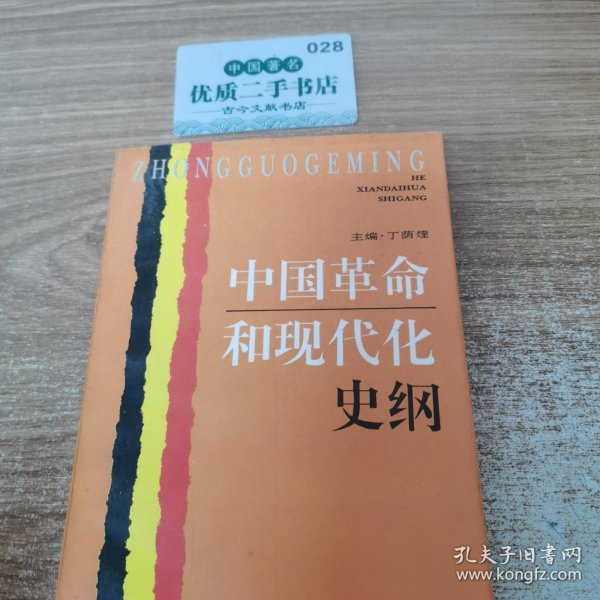 028
中国著名
优质二手书店
古今文献书店
ZHONGGUOGEMING
HE
XIANDAIHUA
SHIGANG
主编·丁荫煃
中国革命
和现代化
史纲
孔夫子旧书网
www.kongfz.com